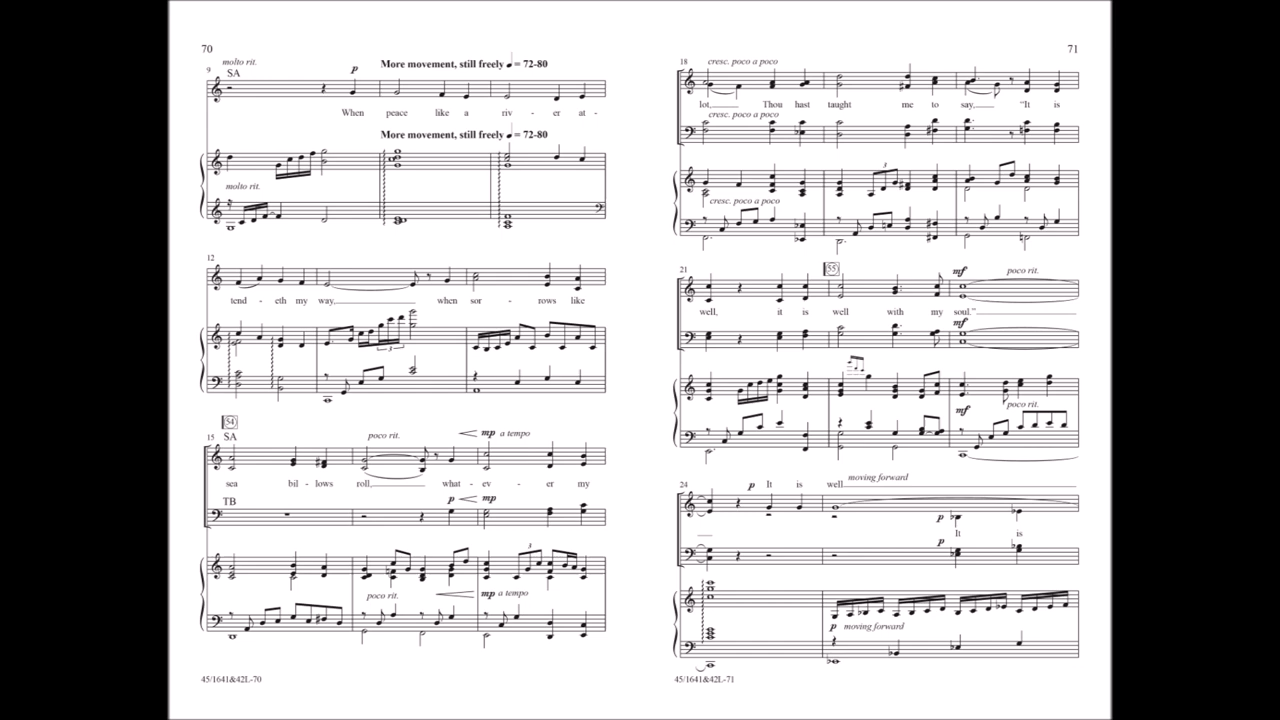 70
molto rit.
9
SA
p
More movement, still freely ♩ = 72-80
When peace like a riv - er at -
More movement, still freely ♩ = 72-80
molto rit.
12
tend - eth my way, when sor - rows like
3
54
15
SA
poco rit.
mp a tempo
sea bil - lows roll, what - ev - er my
TB
p
mp
3
poco rit.
mp a tempo
45/1641&42L-70
71
18
cresc. poco a poco
lot, Thou hast taught me to say, "It is
cresc. poco a poco
3
cresc. poco a poco
21
55
mf
poco rit.
well, it is well with my soul."
mf
mf
poco rit.
24
p It is well
moving forward
p
It is
p
p moving forward
45/1641&42L-71